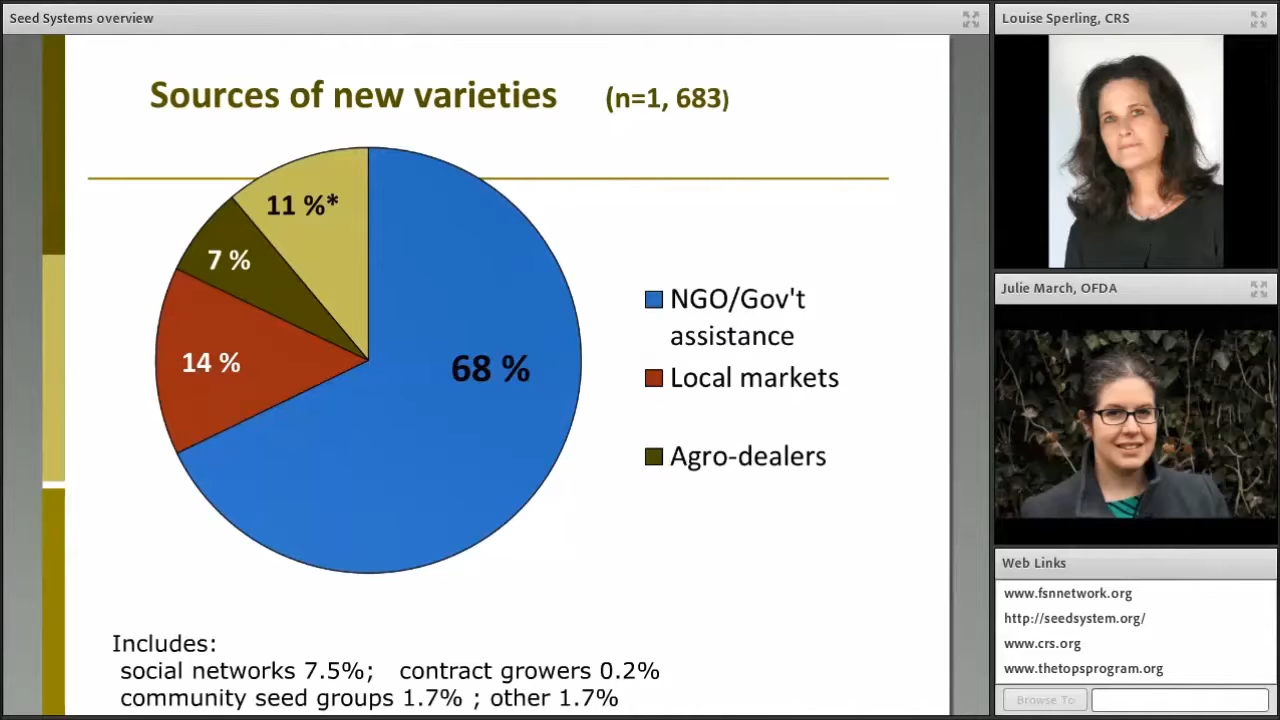 Seed Systems overview
Sources of new varieties (n=1, 683)
11 %*
7 %
14 %
68 %
NGO/Gov't
assistance
Local markets
Agro-dealers
Includes:
social networks 7.5%; contract growers 0.2%
community seed groups 1.7% ; other 1.7%
Louise Sperling, CRS
Julie March, OFDA
Web Links
www.fsnnetwork.org
http://seedsystem.org/
www.crs.org
www.thetopsprogram.org
Browse To